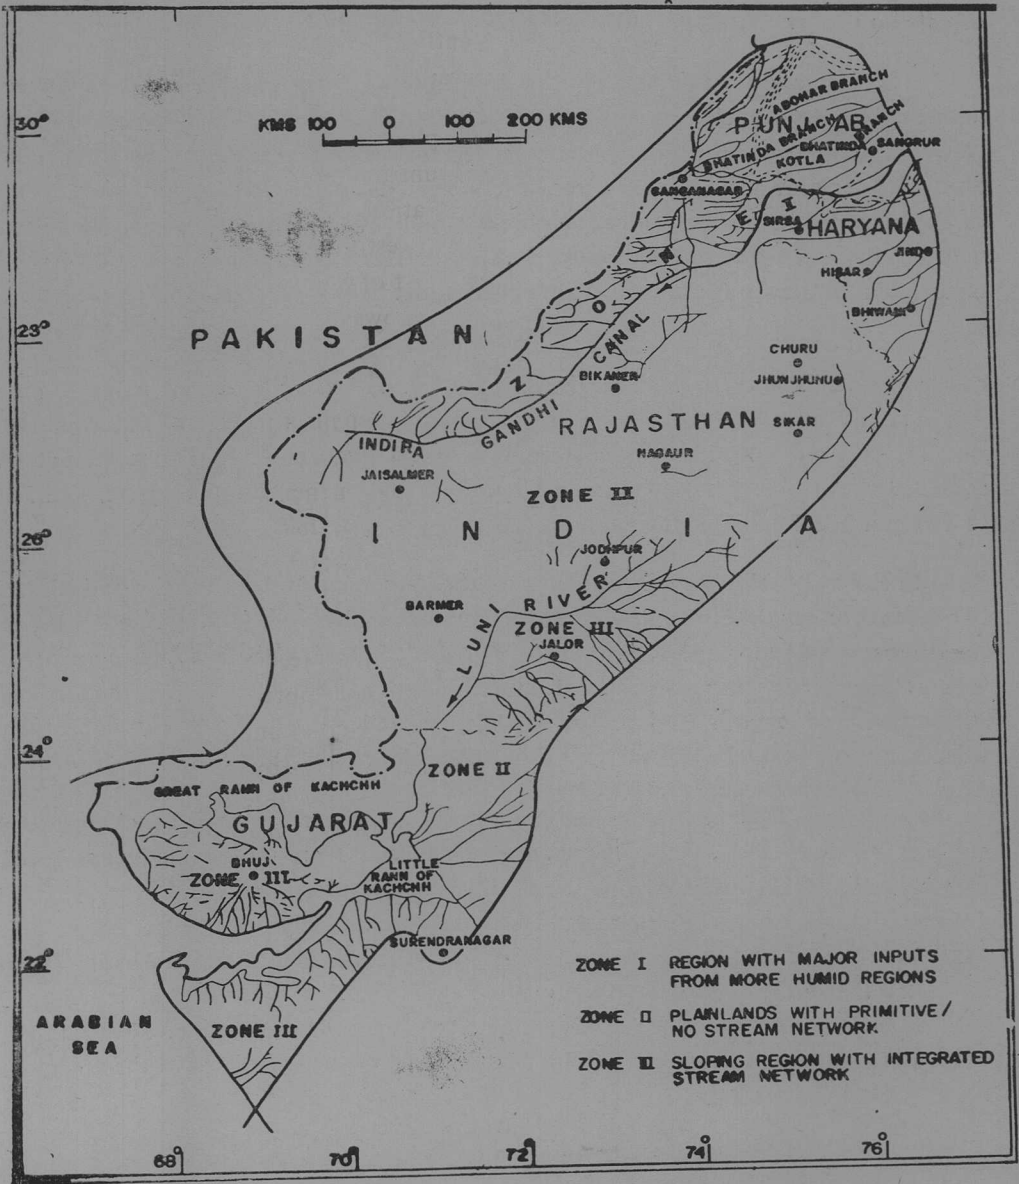 KMS 100 0 100 200 KMS
30°
23°
26°
24°
22°
ABOHAR BRANCH
PUNJAB
BHATINDA BRANCH
BHATINDA
BRANCH
KOTLA
SANGRUR
GANGANAGAR
ZONE I
SIRSA
HARYANA
JIND
HISAR
BHIWANI
PAKISTAN
CHURU
JHUNJHUNU
BIKANER
INDIRA GANDHI CANAL
RAJASTHAN
SIKAR
NAGAUR
JAISALMER
ZONE II
INDIA
JODHPUR
BARMER
LUNI RIVER
ZONE III
JALOR
ZONE II
GREAT RANN OF KACHCHH
GUJARAT
BHUJ
ZONE III
LITTLE
RANN OF
KACHCHH
SURENDRANAGAR
ZONE III
ARABIAN
SEA
ZONE I REGION WITH MAJOR INPUTS
FROM MORE HUMID REGIONS
ZONE II PLAINLANDS WITH PRIMITIVE/
NO STREAM NETWORK
ZONE III SLOPING REGION WITH INTEGRATED
STREAM NETWORK
68° 70° 72° 74° 76°